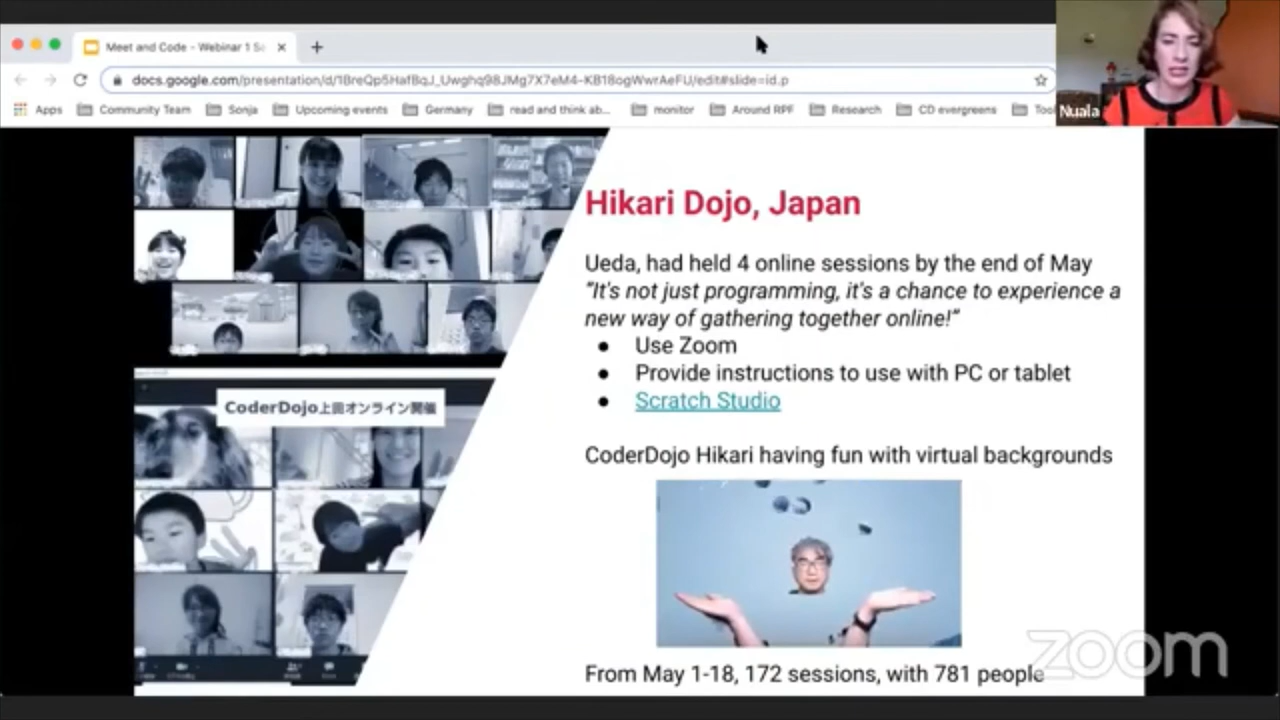 Meet and Code - Webinar 1 Sc
docs.google.com/presentation/d/1BreQp5HafBqJ_Uwghq98JMg7X7eM4-KB18ogWwrAeFU/edit#slide=id.p
Apps Community Team Sonja Upcoming events Germany read and think ab... monitor Around RPF Research CD evergreens Too
Nuala
Hikari Dojo, Japan
Ueda, had held 4 online sessions by the end of May
"It's not just programming, it's a chance to experience a
new way of gathering together online!"
● Use Zoom
● Provide instructions to use with PC or tablet
● Scratch Studio
CoderDojo上田オンライン開催
CoderDojo Hikari having fun with virtual backgrounds
From May 1-18, 172 sessions, with 781 people
zoom